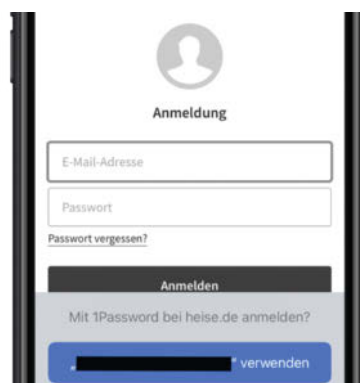 Anmeldung
E-Mail-Adresse
Passwort
Passwort vergessen?
Anmelden
Mit 1Password bei heise.de anmelden?
„ “ verwenden